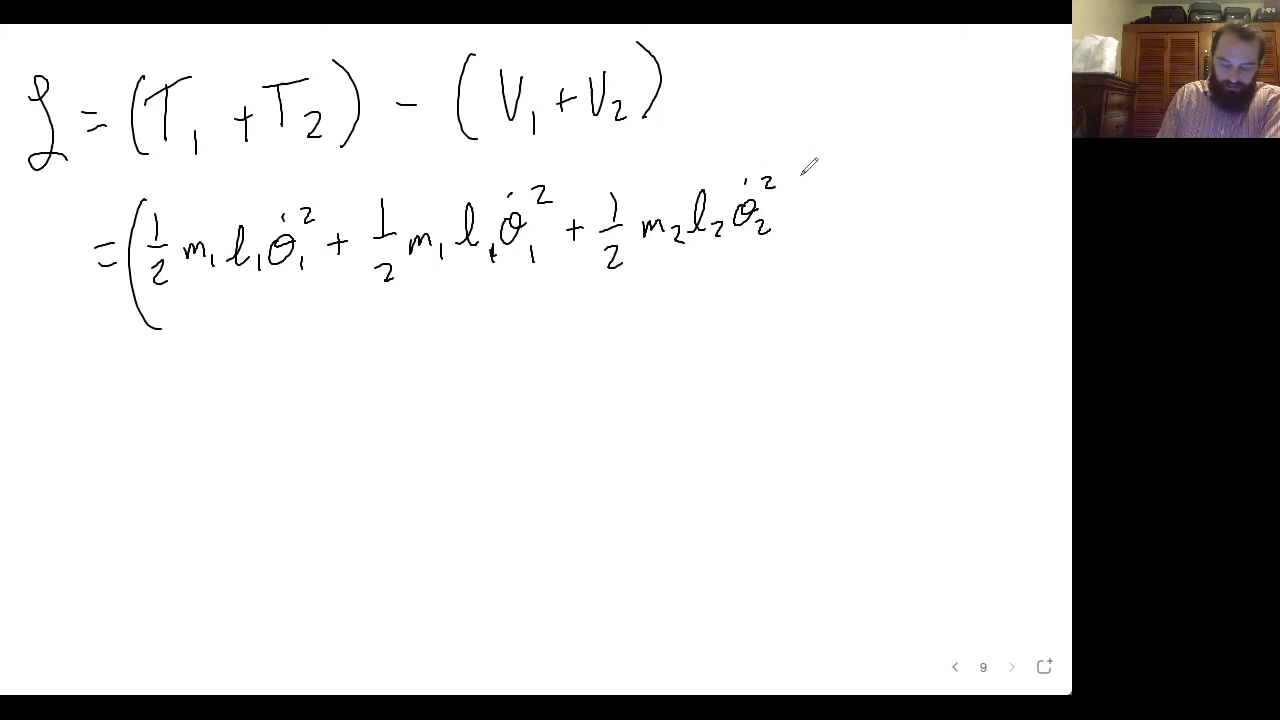 ℒ = (T₁ + T₂) - (V₁ + V₂)
= (1/2 m₁ l₁ θ̇₁² + 1/2 m₁ l₁ θ̇₁² + 1/2 m₂ l₂ θ̇₂²
9